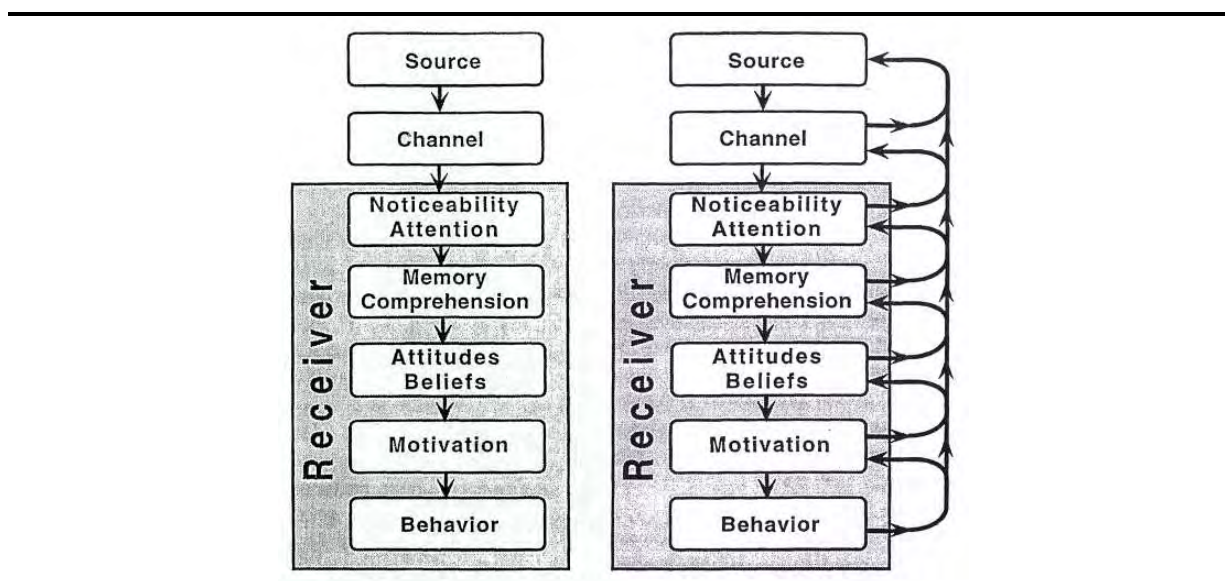 Source
Channel
Receiver
Noticeability
Attention
Memory
Comprehension
Attitudes
Beliefs
Motivation
Behavior
Source
Channel
Receiver
Noticeability
Attention
Memory
Comprehension
Attitudes
Beliefs
Motivation
Behavior